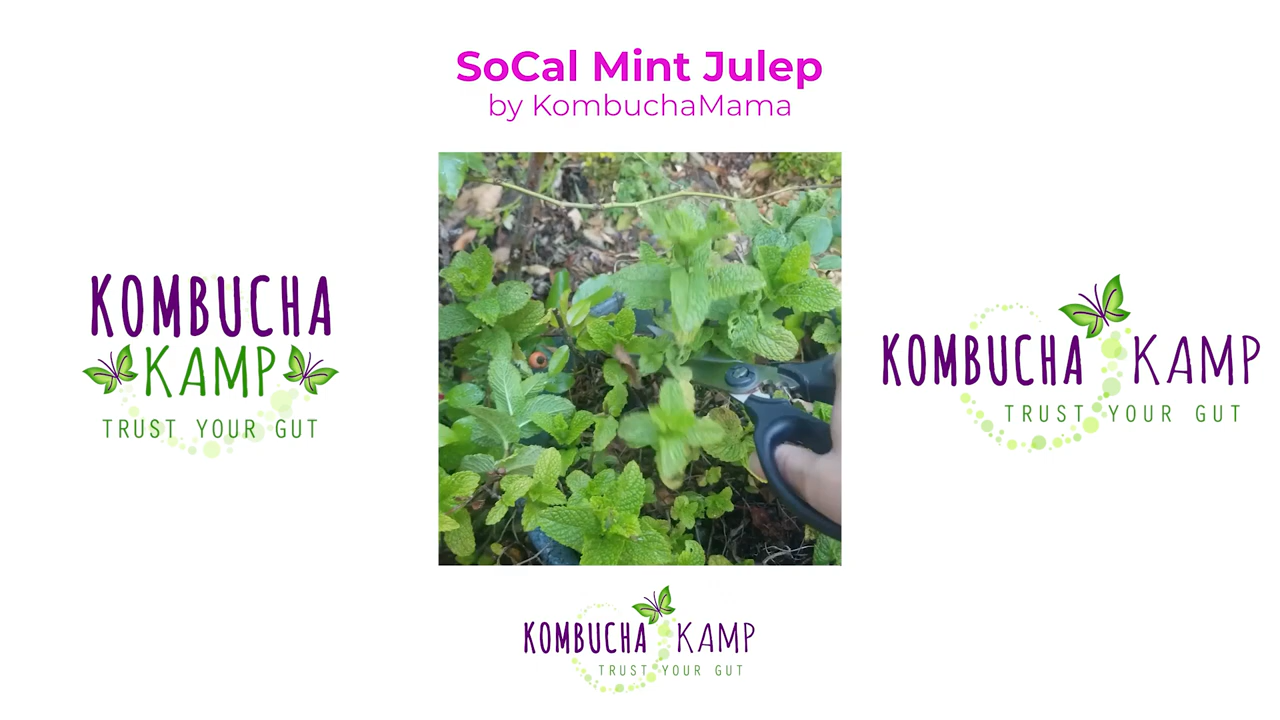 SoCal Mint Julep
by KombuchaMama
KOMBUCHA
KAMP
TRUST YOUR GUT
KOMBUCHA KAMP
TRUST YOUR GUT
KOMBUCHA KAMP
TRUST YOUR GUT